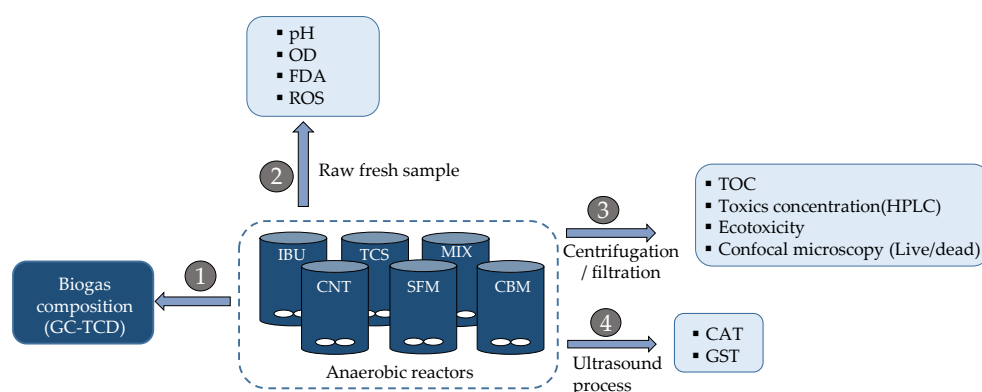 ▪ pH
▪ OD
▪ FDA
▪ ROS
2
Raw fresh sample
1
Biogas
composition
(GC-TCD)
IBU
TCS
MIX
CNT
SFM
CBM
Anaerobic reactors
3
Centrifugation
/ filtration
▪ TOC
▪ Toxics concentration(HPLC)
▪ Ecotoxicity
▪ Confocal microscopy (Live/dead)
4
Ultrasound
process
▪ CAT
▪ GST